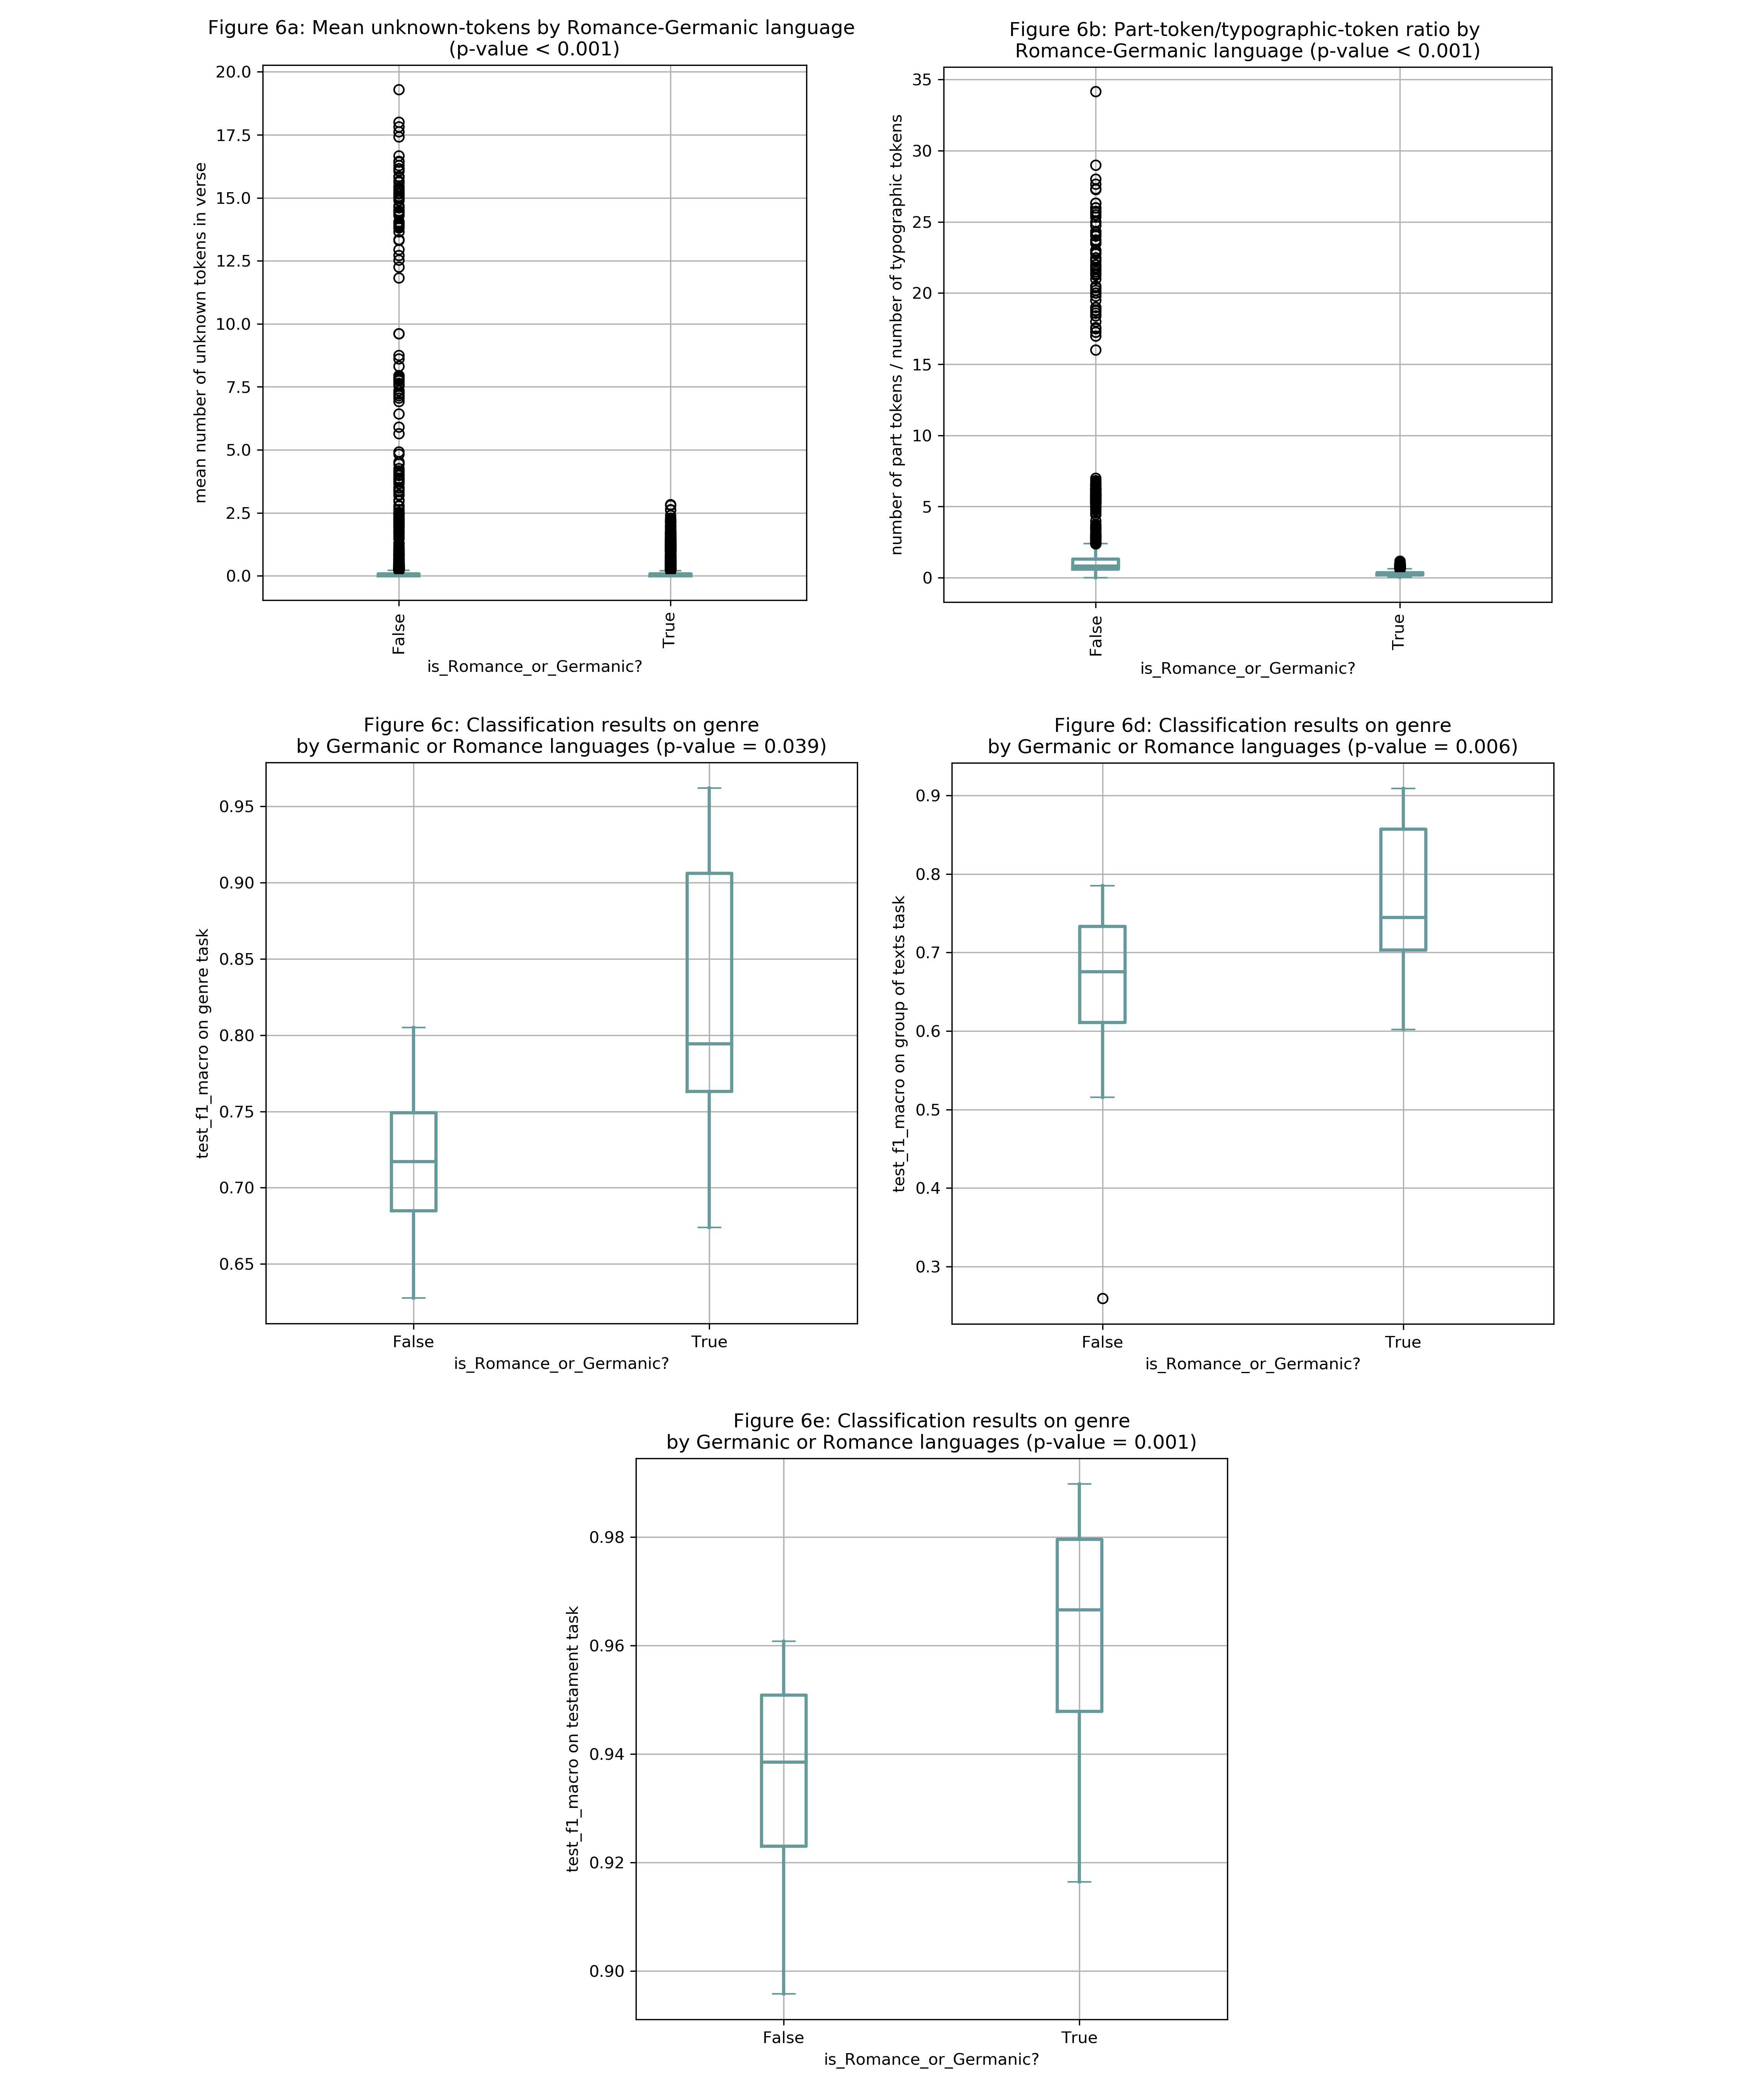 Figure 6a: Mean unknown-tokens by Romance-Germanic language
(p-value < 0.001)
20.0
17.5
15.0
12.5
10.0
7.5
5.0
2.5
0.0
mean number of unknown tokens in verse
False
True
is_Romance_or_Germanic?
Figure 6b: Part-token/typographic-token ratio by
Romance-Germanic language (p-value < 0.001)
35
30
25
20
15
10
5
0
number of part tokens / number of typographic tokens
False
True
is_Romance_or_Germanic?
Figure 6c: Classification results on genre
by Germanic or Romance languages (p-value = 0.039)
0.95
0.90
0.85
0.80
0.75
0.70
0.65
test_f1_macro on genre task
False
True
is_Romance_or_Germanic?
Figure 6d: Classification results on genre
by Germanic or Romance languages (p-value = 0.006)
0.9
0.8
0.7
0.6
0.5
0.4
0.3
test_f1_macro on group of texts task
False
True
is_Romance_or_Germanic?
Figure 6e: Classification results on genre
by Germanic or Romance languages (p-value = 0.001)
0.98
0.96
0.94
0.92
0.90
test_f1_macro on testament task
False
True
is_Romance_or_Germanic?